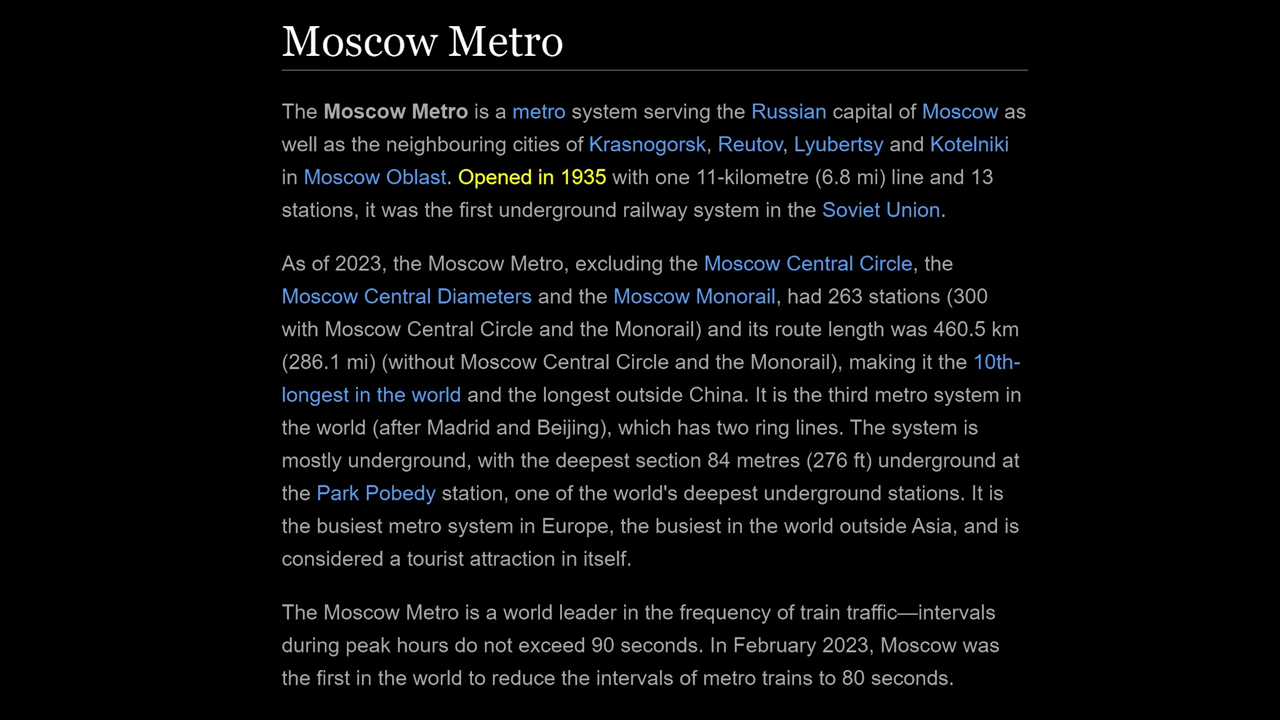 Moscow Metro
The Moscow Metro is a metro system serving the Russian capital of Moscow as
well as the neighbouring cities of Krasnogorsk, Reutov, Lyubertsy and Kotelniki
in Moscow Oblast. Opened in 1935 with one 11-kilometre (6.8 mi) line and 13
stations, it was the first underground railway system in the Soviet Union.
As of 2023, the Moscow Metro, excluding the Moscow Central Circle, the
Moscow Central Diameters and the Moscow Monorail, had 263 stations (300
with Moscow Central Circle and the Monorail) and its route length was 460.5 km
(286.1 mi) (without Moscow Central Circle and the Monorail), making it the 10th-
longest in the world and the longest outside China. It is the third metro system in
the world (after Madrid and Beijing), which has two ring lines. The system is
mostly underground, with the deepest section 84 metres (276 ft) underground at
the Park Pobedy station, one of the world's deepest underground stations. It is
the busiest metro system in Europe, the busiest in the world outside Asia, and is
considered a tourist attraction in itself.
The Moscow Metro is a world leader in the frequency of train traffic—intervals
during peak hours do not exceed 90 seconds. In February 2023, Moscow was
the first in the world to reduce the intervals of metro trains to 80 seconds.